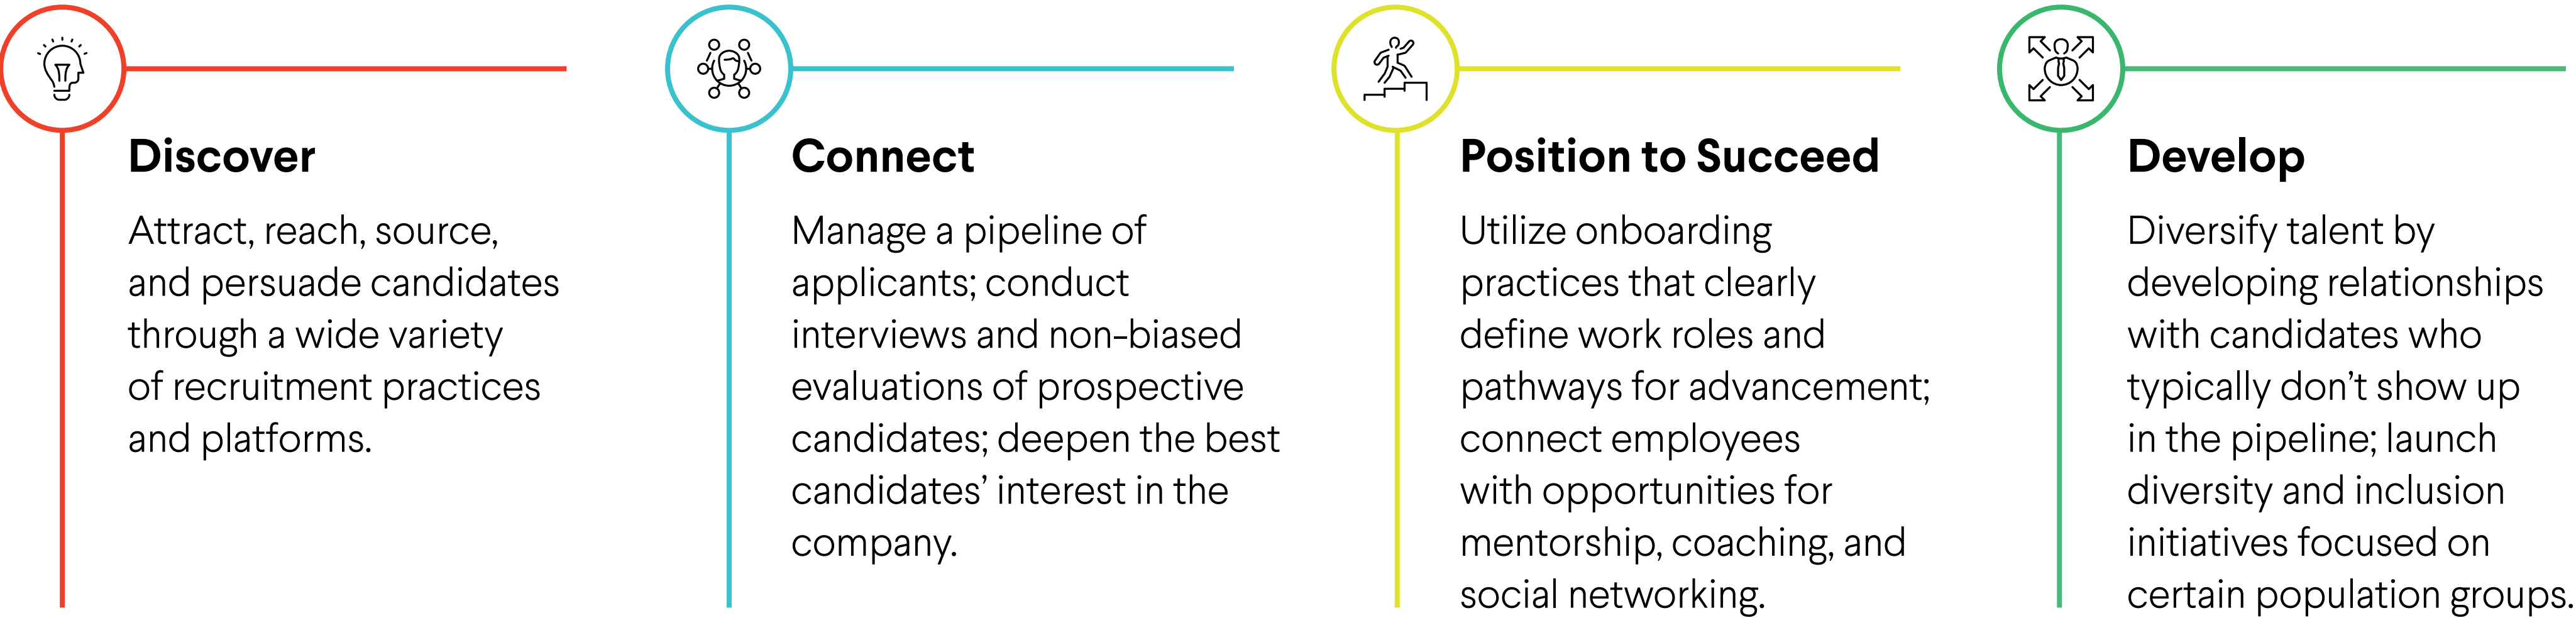 Discover
Attract, reach, source,
and persuade candidates
through a wide variety
of recruitment practices
and platforms.
Connect
Manage a pipeline of
applicants; conduct
interviews and non-biased
evaluations of prospective
candidates; deepen the best
candidates’ interest in the
company.
Position to Succeed
Utilize onboarding
practices that clearly
define work roles and
pathways for advancement;
connect employees
with opportunities for
mentorship, coaching, and
social networking.
Develop
Diversify talent by
developing relationships
with candidates who
typically don’t show up
in the pipeline; launch
diversity and inclusion
initiatives focused on
certain population groups.